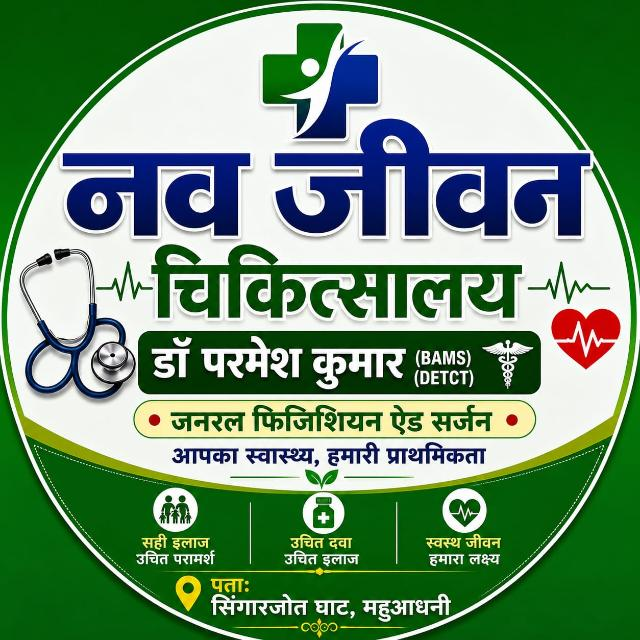 नव जीवन
चिकित्सालय
डॉ परमेश कुमार (BAMS) (DETCT)
जनरल फिजिशियन ऐड सर्जन
आपका स्वास्थ्य, हमारी प्राथमिकता
सही इलाज
उचित परामर्श
उचित दवा
उचित इलाज
स्वस्थ जीवन
हमारा लक्ष्य
पता:
सिंगारजोत घाट, महुआधनी